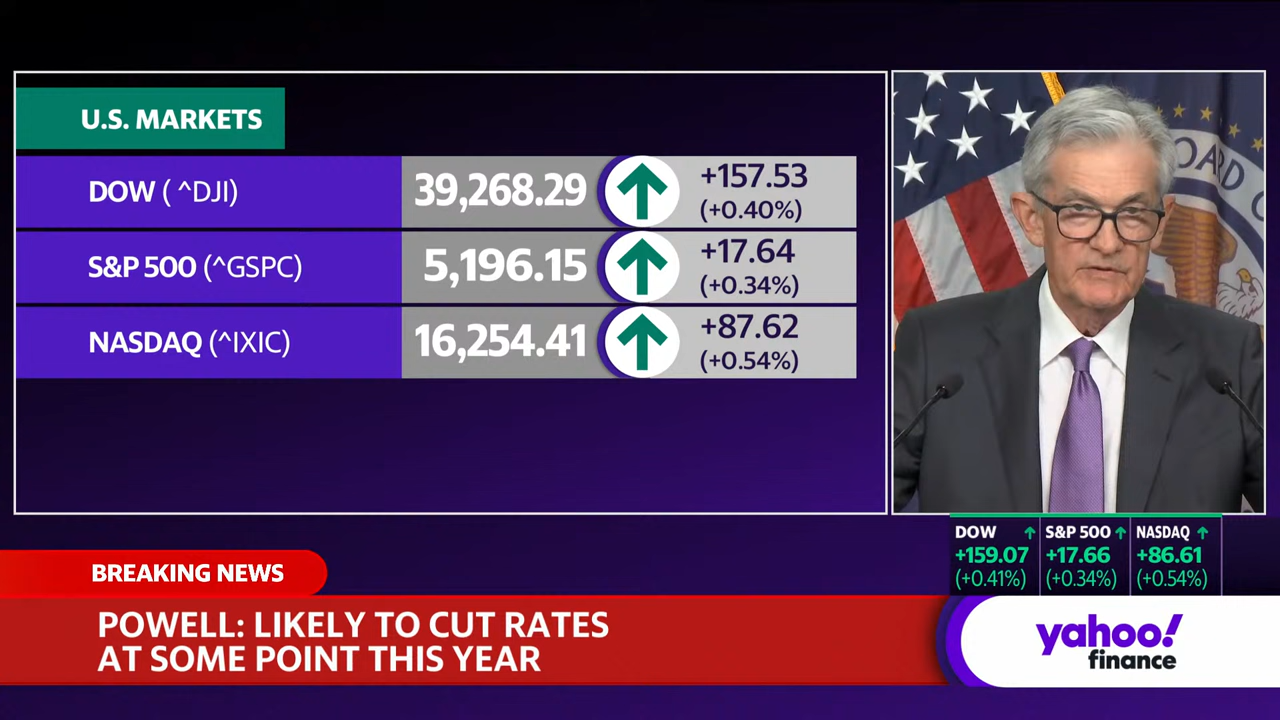 U.S. MARKETS
DOW ( ^DJI)
39,268.29
+157.53
(+0.40%)
S&P 500 (^GSPC)
5,196.15
+17.64
(+0.34%)
NASDAQ (^IXIC)
16,254.41
+87.62
(+0.54%)
OARD O
DOW
+159.07
(+0.41%)
S&P 500
+17.66
(+0.34%)
NASDAQ
+86.61
(+0.54%)
BREAKING NEWS
POWELL: LIKELY TO CUT RATES
AT SOME POINT THIS YEAR
yahoo!
finance